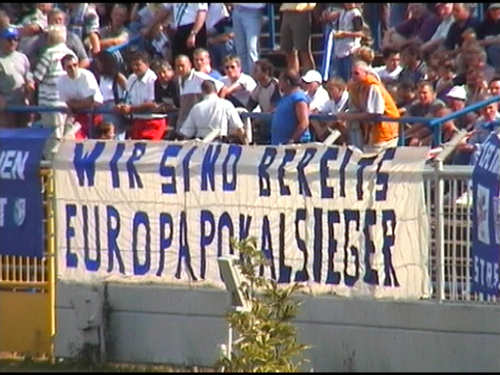 WIR SIND BEREITS
EUROPAPOKALSIEGER